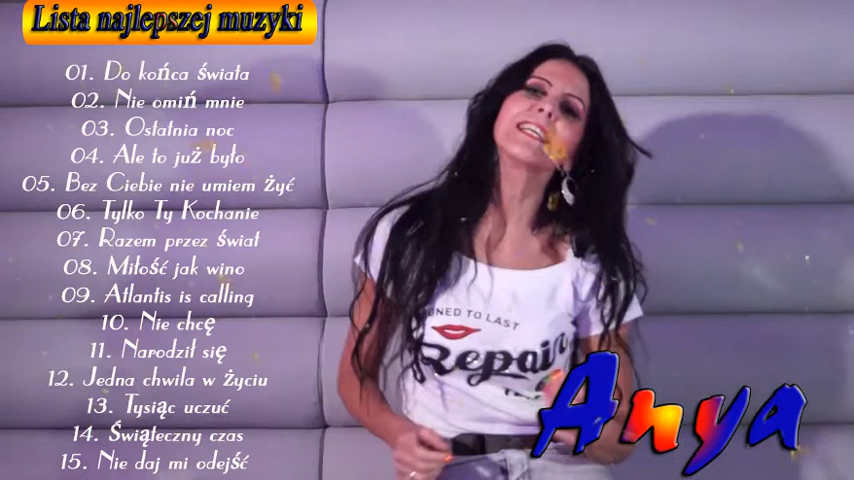 Lista najlepszej muzyki
01. Do końca świata
02. Nie omiń mnie
03. Ostatnia noc
04. Ale to już było
05. Bez Ciebie nie umiem żyć
06. Tylko Ty Kochanie
07. Razem przez świat
08. Miłość jak wino
09. Atlantis is calling
10. Nie chcę
11. Narodził się
12. Jedna chwila w życiu
13. Tysiąc uczuć
14. Świąteczny czas
15. Nie daj mi odejść
NED TO LAST
Repair
Anya